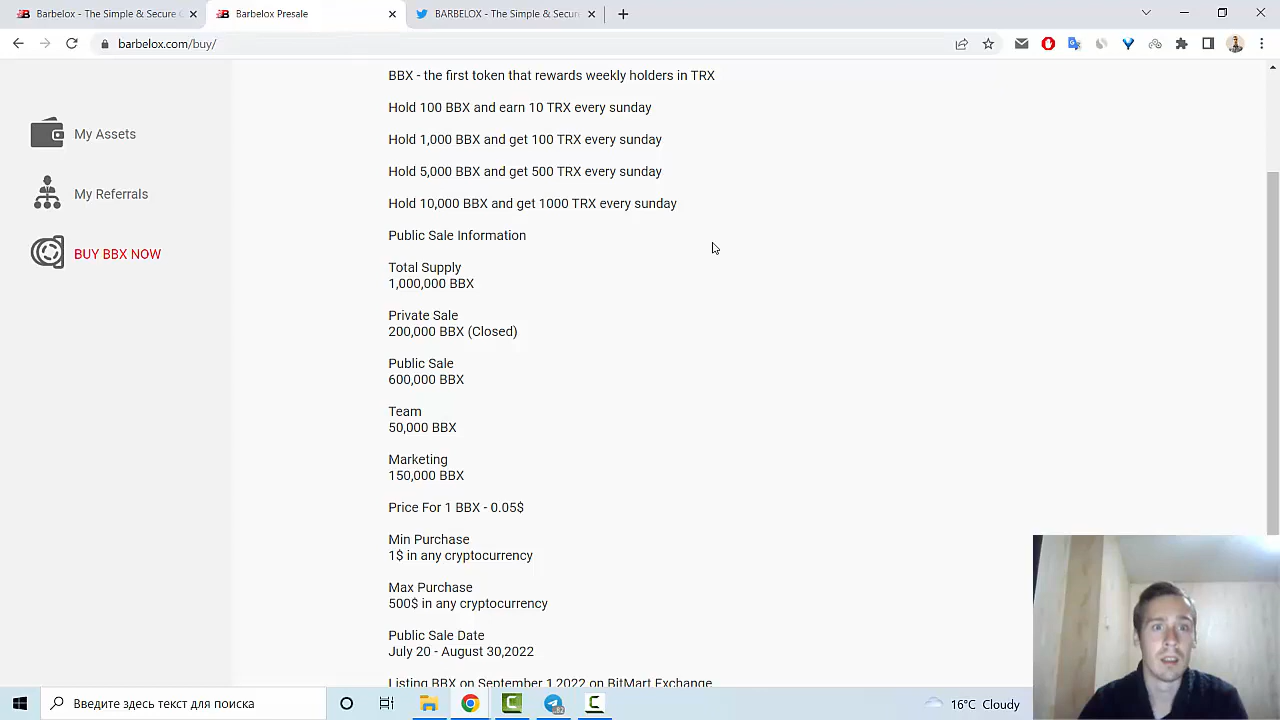 Barbelox - The Simple & Secure C
Barbelox Presale
BARBELOX - The Simple & Secure
barbelox.com/buy/
BBX - the first token that rewards weekly holders in TRX
Hold 100 BBX and earn 10 TRX every sunday
Hold 1,000 BBX and get 100 TRX every sunday
Hold 5,000 BBX and get 500 TRX every sunday
Hold 10,000 BBX and get 1000 TRX every sunday
My Assets
My Referrals
BUY BBX NOW
Public Sale Information
Total Supply
1,000,000 BBX
Private Sale
200,000 BBX (Closed)
Public Sale
600,000 BBX
Team
50,000 BBX
Marketing
150,000 BBX
Price For 1 BBX - 0.05$
Min Purchase
1$ in any cryptocurrency
Max Purchase
500$ in any cryptocurrency
Public Sale Date
July 20 - August 30,2022
Listing BBX on September 1,2022 on BitMart Exchange
Введите здесь текст для поиска
16°C Cloudy